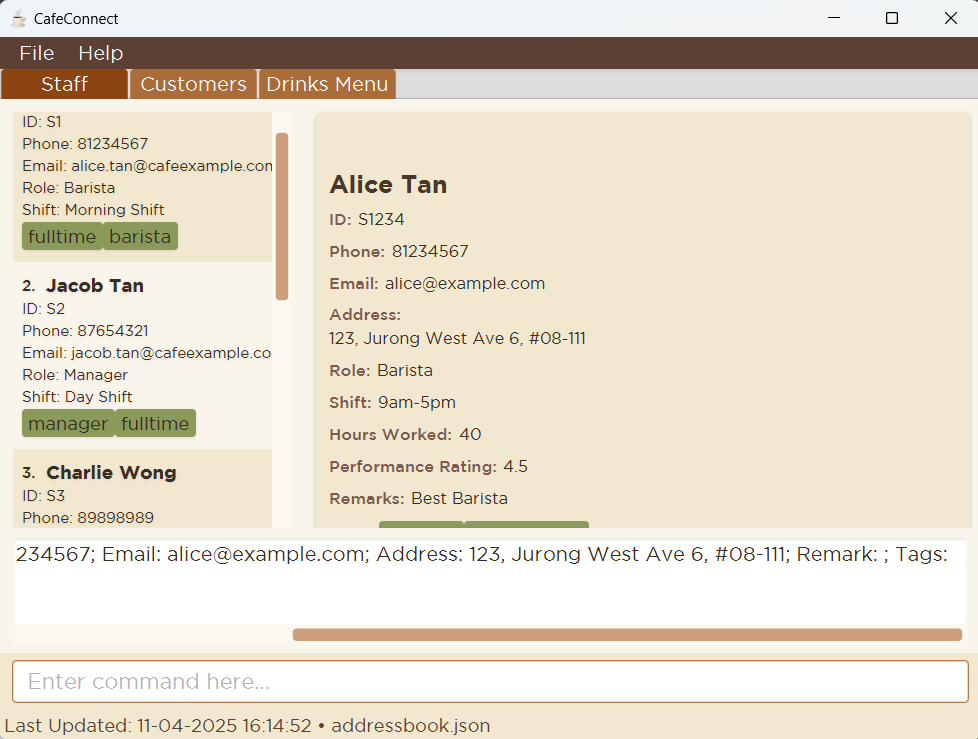 CafeConnect
File Help
Staff Customers Drinks Menu
ID: S1
Phone: 81234567
Email: alice.tan@cafeexample.con
Role: Barista
Shift: Morning Shift
fulltime barista
2. Jacob Tan
ID: S2
Phone: 87654321
Email: jacob.tan@cafeexample.co
Role: Manager
Shift: Day Shift
manager fulltime
3. Charlie Wong
ID: S3
Phone: 89898989
Alice Tan
ID: S1234
Phone: 81234567
Email: alice@example.com
Address:
123, Jurong West Ave 6, #08-111
Role: Barista
Shift: 9am-5pm
Hours Worked: 40
Performance Rating: 4.5
Remarks: Best Barista
234567; Email: alice@example.com; Address: 123, Jurong West Ave 6, #08-111; Remark: ; Tags:
Enter command here...
Last Updated: 11-04-2025 16:14:52 • addressbook.json